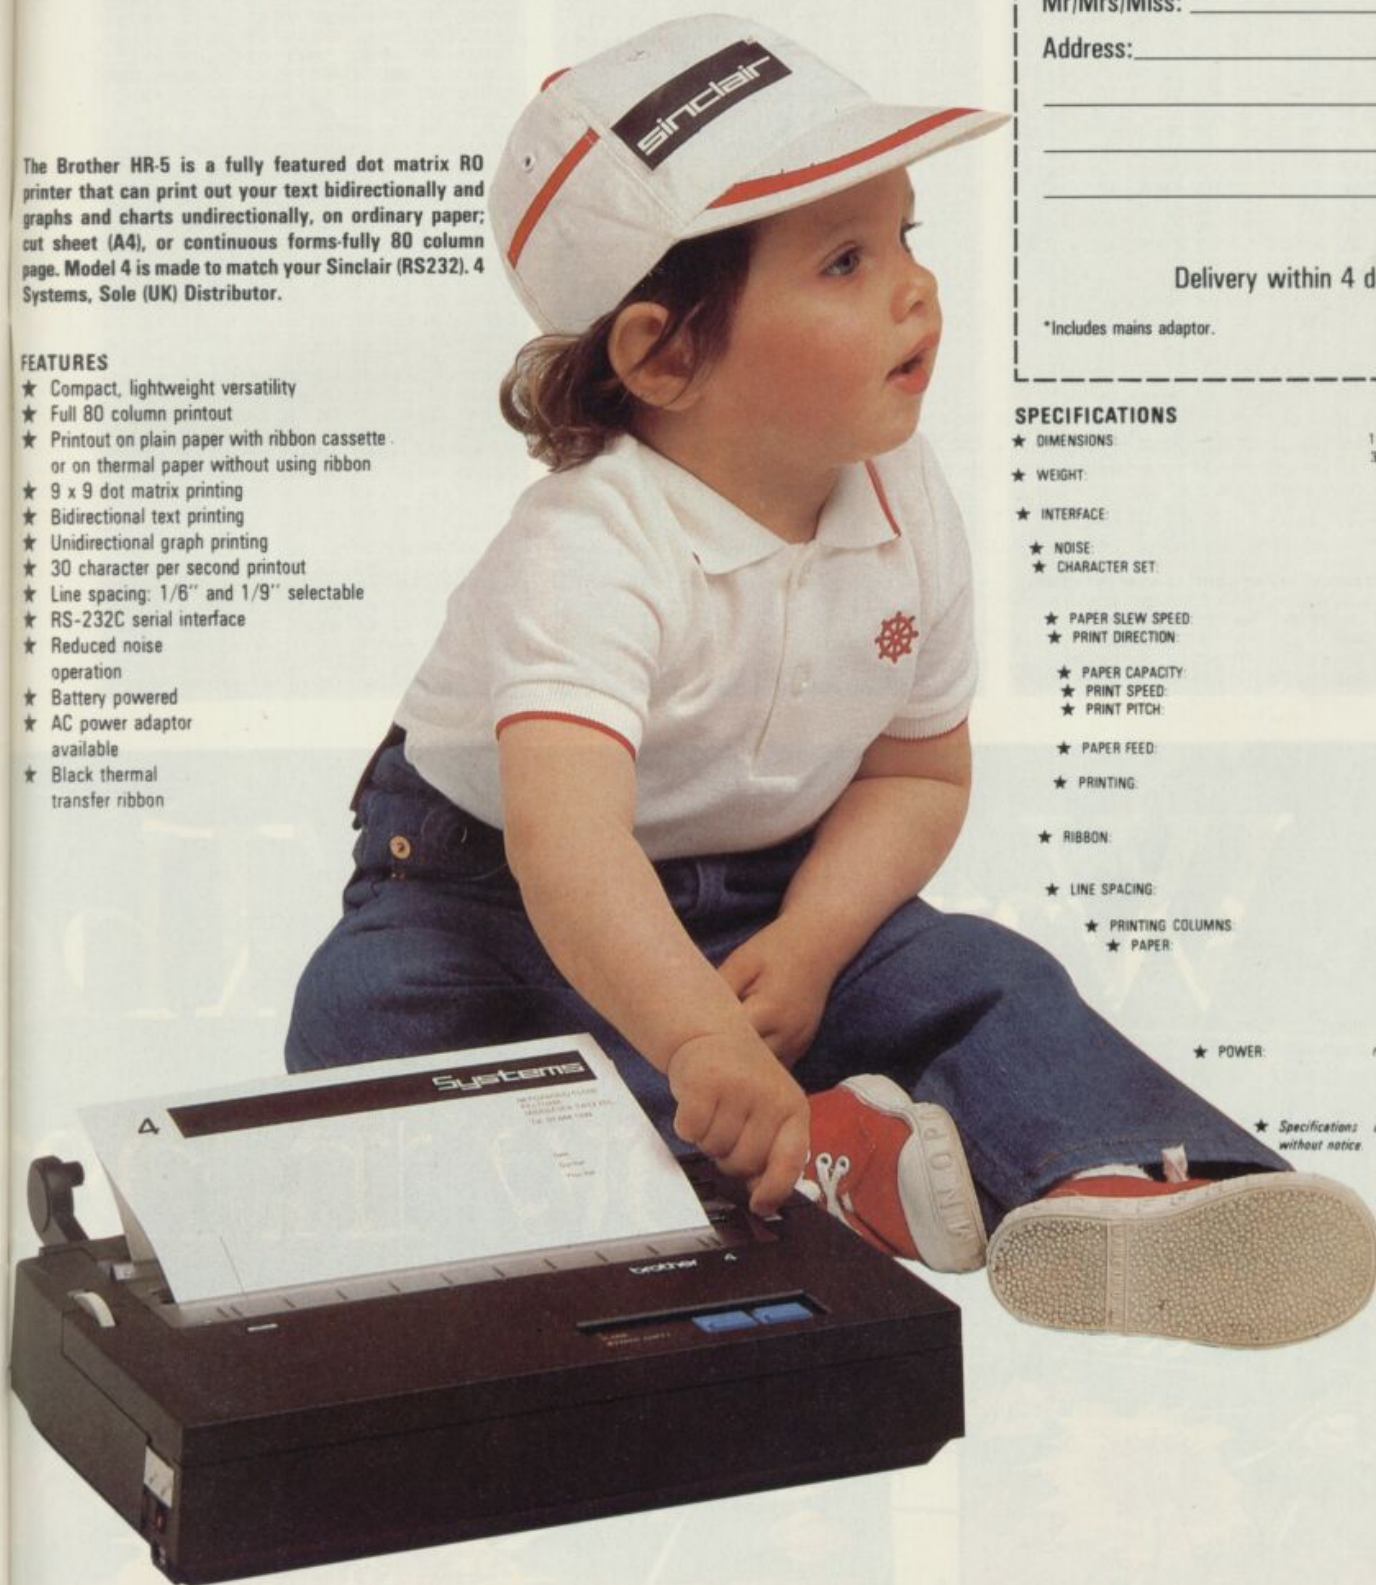 Mr/Mrs/Miss:
Address:
Delivery within 4 d
*Includes mains adaptor.
sinclair
The Brother HR-5 is a fully featured dot matrix RO
printer that can print out your text bidirectionally and
graphs and charts undirectionally, on ordinary paper;
cut sheet (A4), or continuous forms-fully 80 column
page. Model 4 is made to match your Sinclair (RS232). 4
Systems, Sole (UK) Distributor.
FEATURES
★ Compact, lightweight versatility
★ Full 80 column printout
★ Printout on plain paper with ribbon cassette
or on thermal paper without using ribbon
★ 9 x 9 dot matrix printing
★ Bidirectional text printing
★ Unidirectional graph printing
★ 30 character per second printout
★ Line spacing: 1/6″ and 1/9″ selectable
★ RS-232C serial interface
★ Reduced noise
operation
★ Battery powered
★ AC power adaptor
available
★ Black thermal
transfer ribbon
SPECIFICATIONS
★ DIMENSIONS:
★ WEIGHT:
★ INTERFACE:
★ NOISE:
★ CHARACTER SET:
★ PAPER SLEW SPEED:
★ PRINT DIRECTION:
★ PAPER CAPACITY:
★ PRINT SPEED:
★ PRINT PITCH:
★ PAPER FEED:
★ PRINTING:
★ RIBBON:
★ LINE SPACING:
★ PRINTING COLUMNS:
★ PAPER:
★ POWER:
★ Specifications
without notice.
4 Systems
brother 4
MNOP